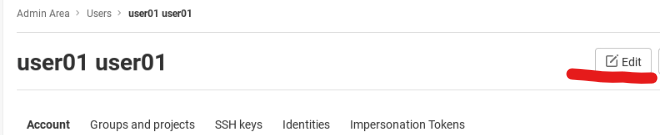 Admin Area > Users > user01 user01
user01 user01
Edit
Account Groups and projects SSH keys Identities Impersonation Tokens